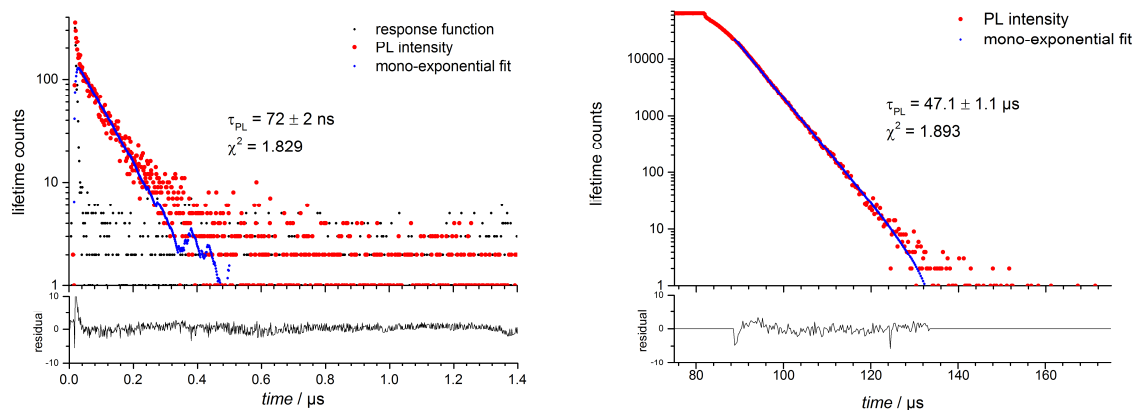 response function
PL intensity
mono-exponential fit
τPL = 72 ± 2 ns
χ² = 1.829
lifetime counts
100
10
1
residual
10
0
-10
0.0 0.2 0.4 0.6 0.8 1.0 1.2 1.4
time / µs
PL intensity
mono-exponential fit
τPL = 47.1 ± 1.1 µs
χ² = 1.893
lifetime counts
10000
1000
100
10
1
residual
10
0
-10
80 100 120 140 160
time / µs